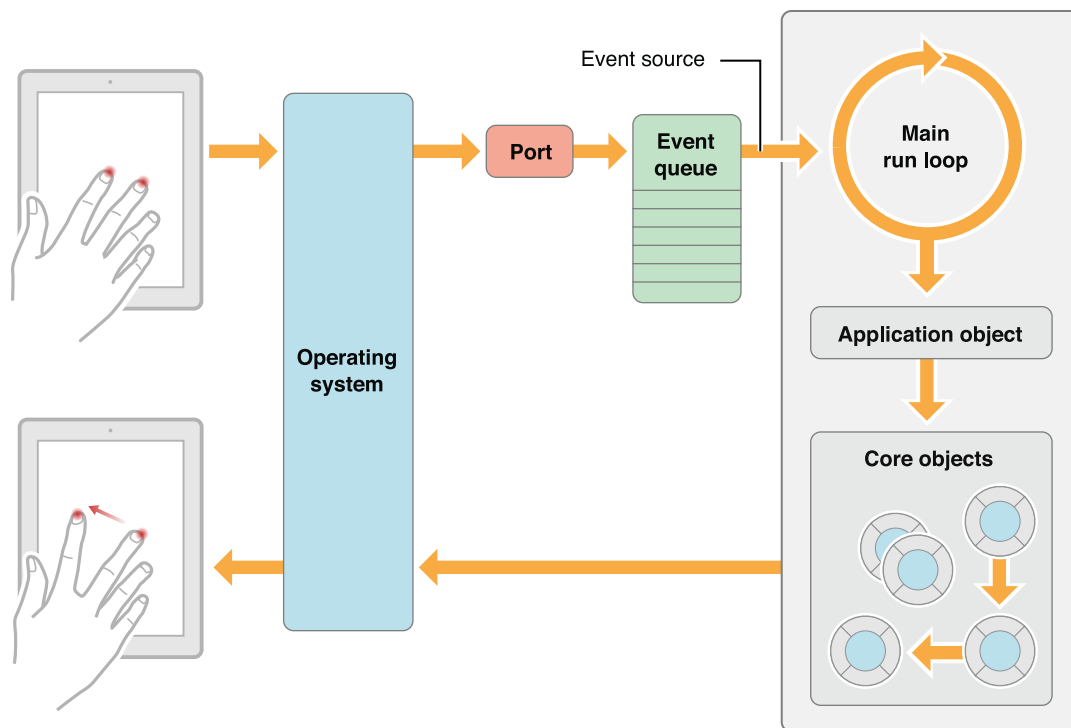 Event source
Port
Event
queue
Main
run loop
Operating
system
Application object
Core objects